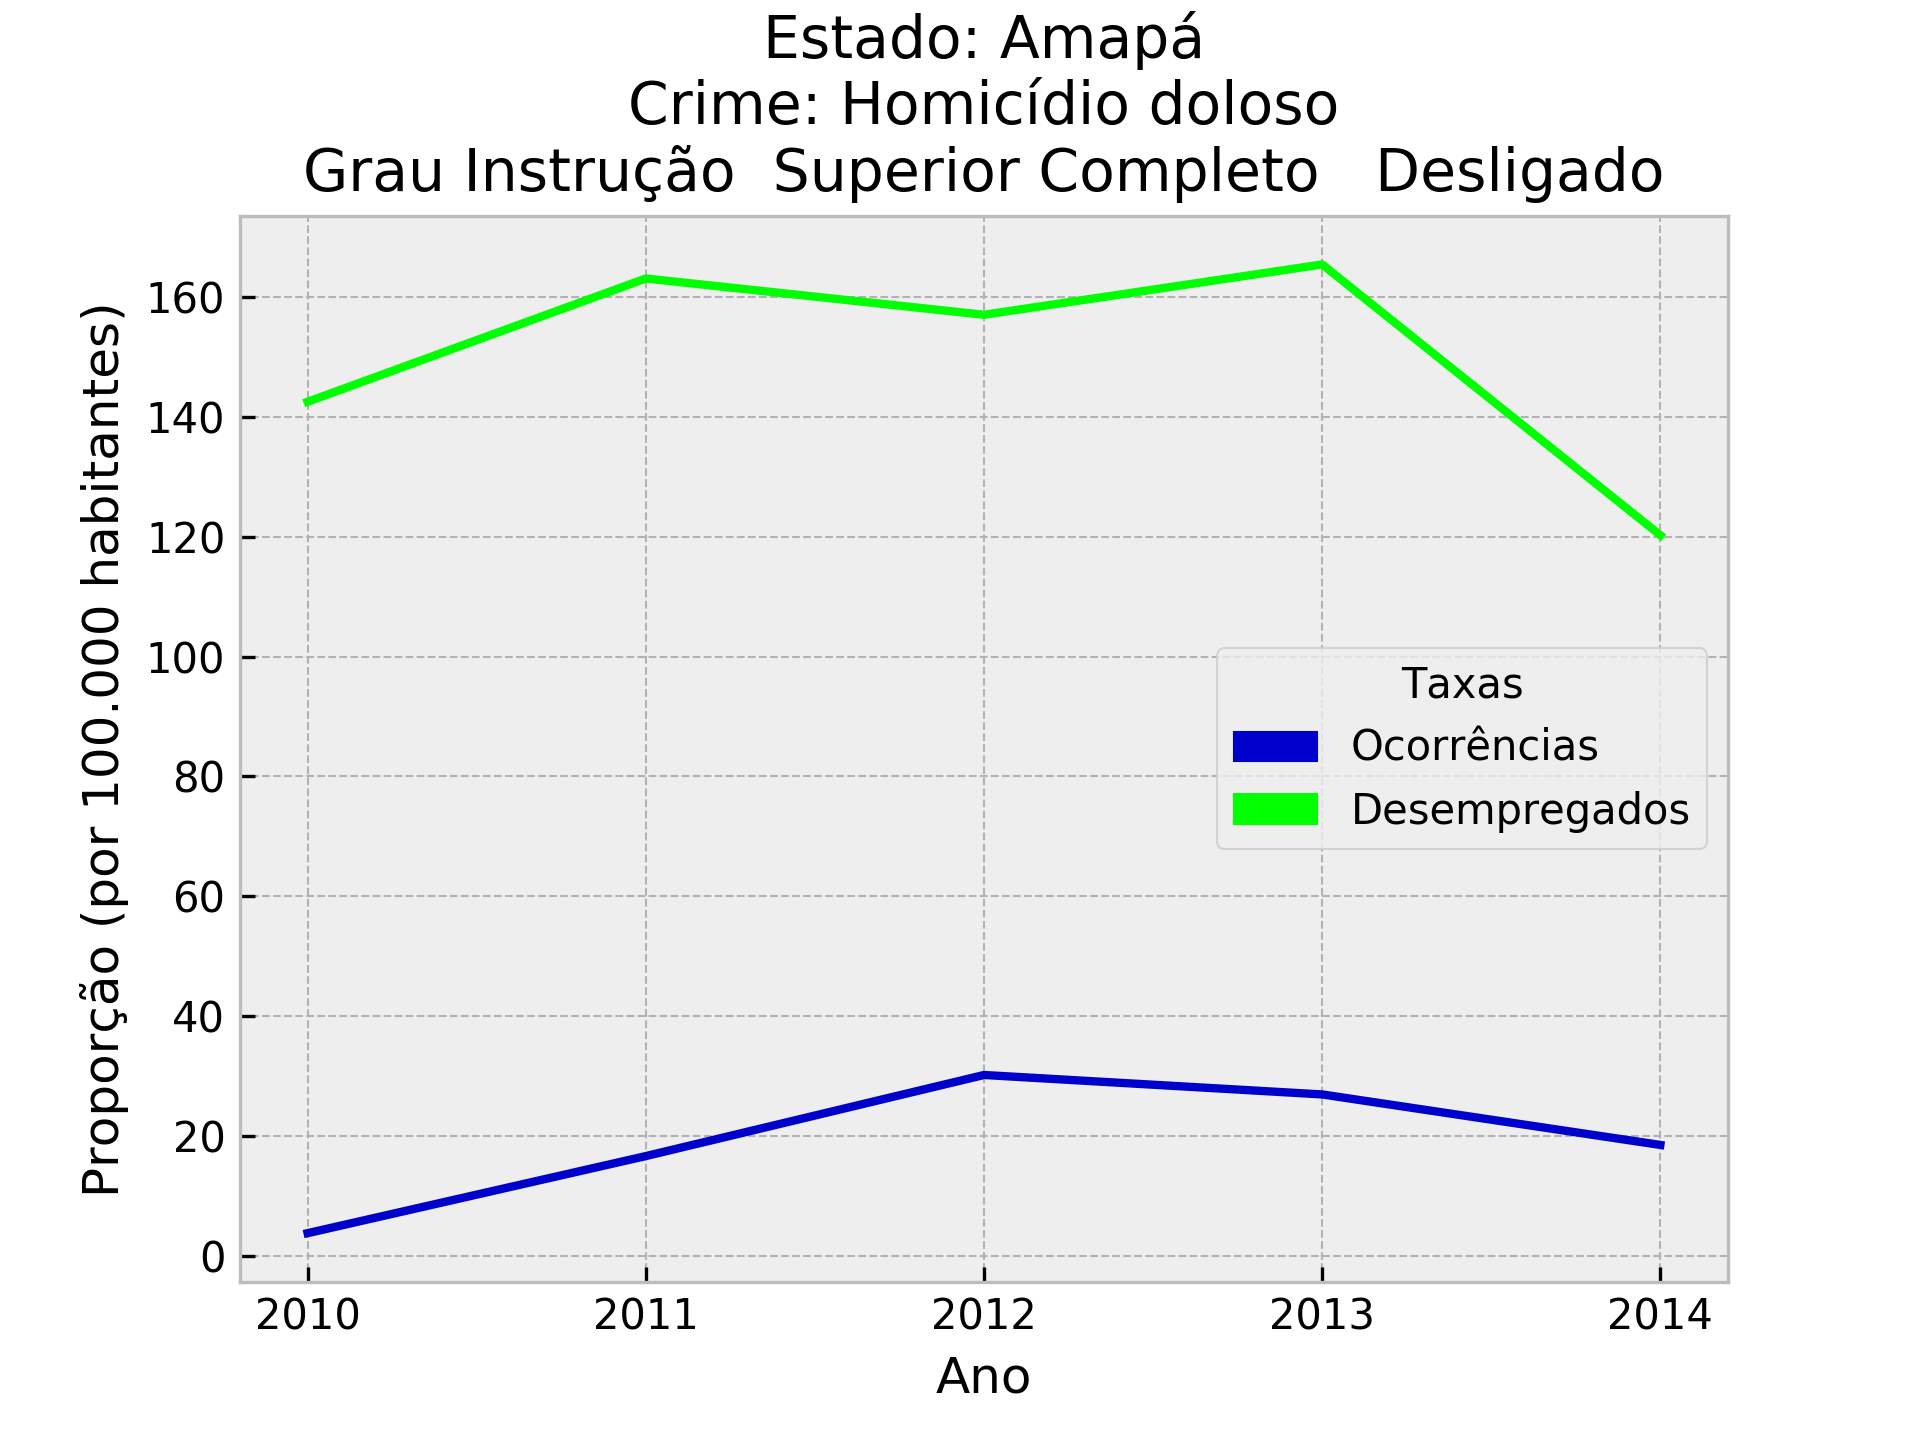 Estado: Amapá
Crime: Homicídio doloso
Grau Instrução  Superior Completo   Desligado
Proporção (por 100.000 habitantes)
160
140
120
100
80
60
40
20
0
Taxas
Ocorrências
Desempregados
2010 2011 2012 2013 2014
Ano